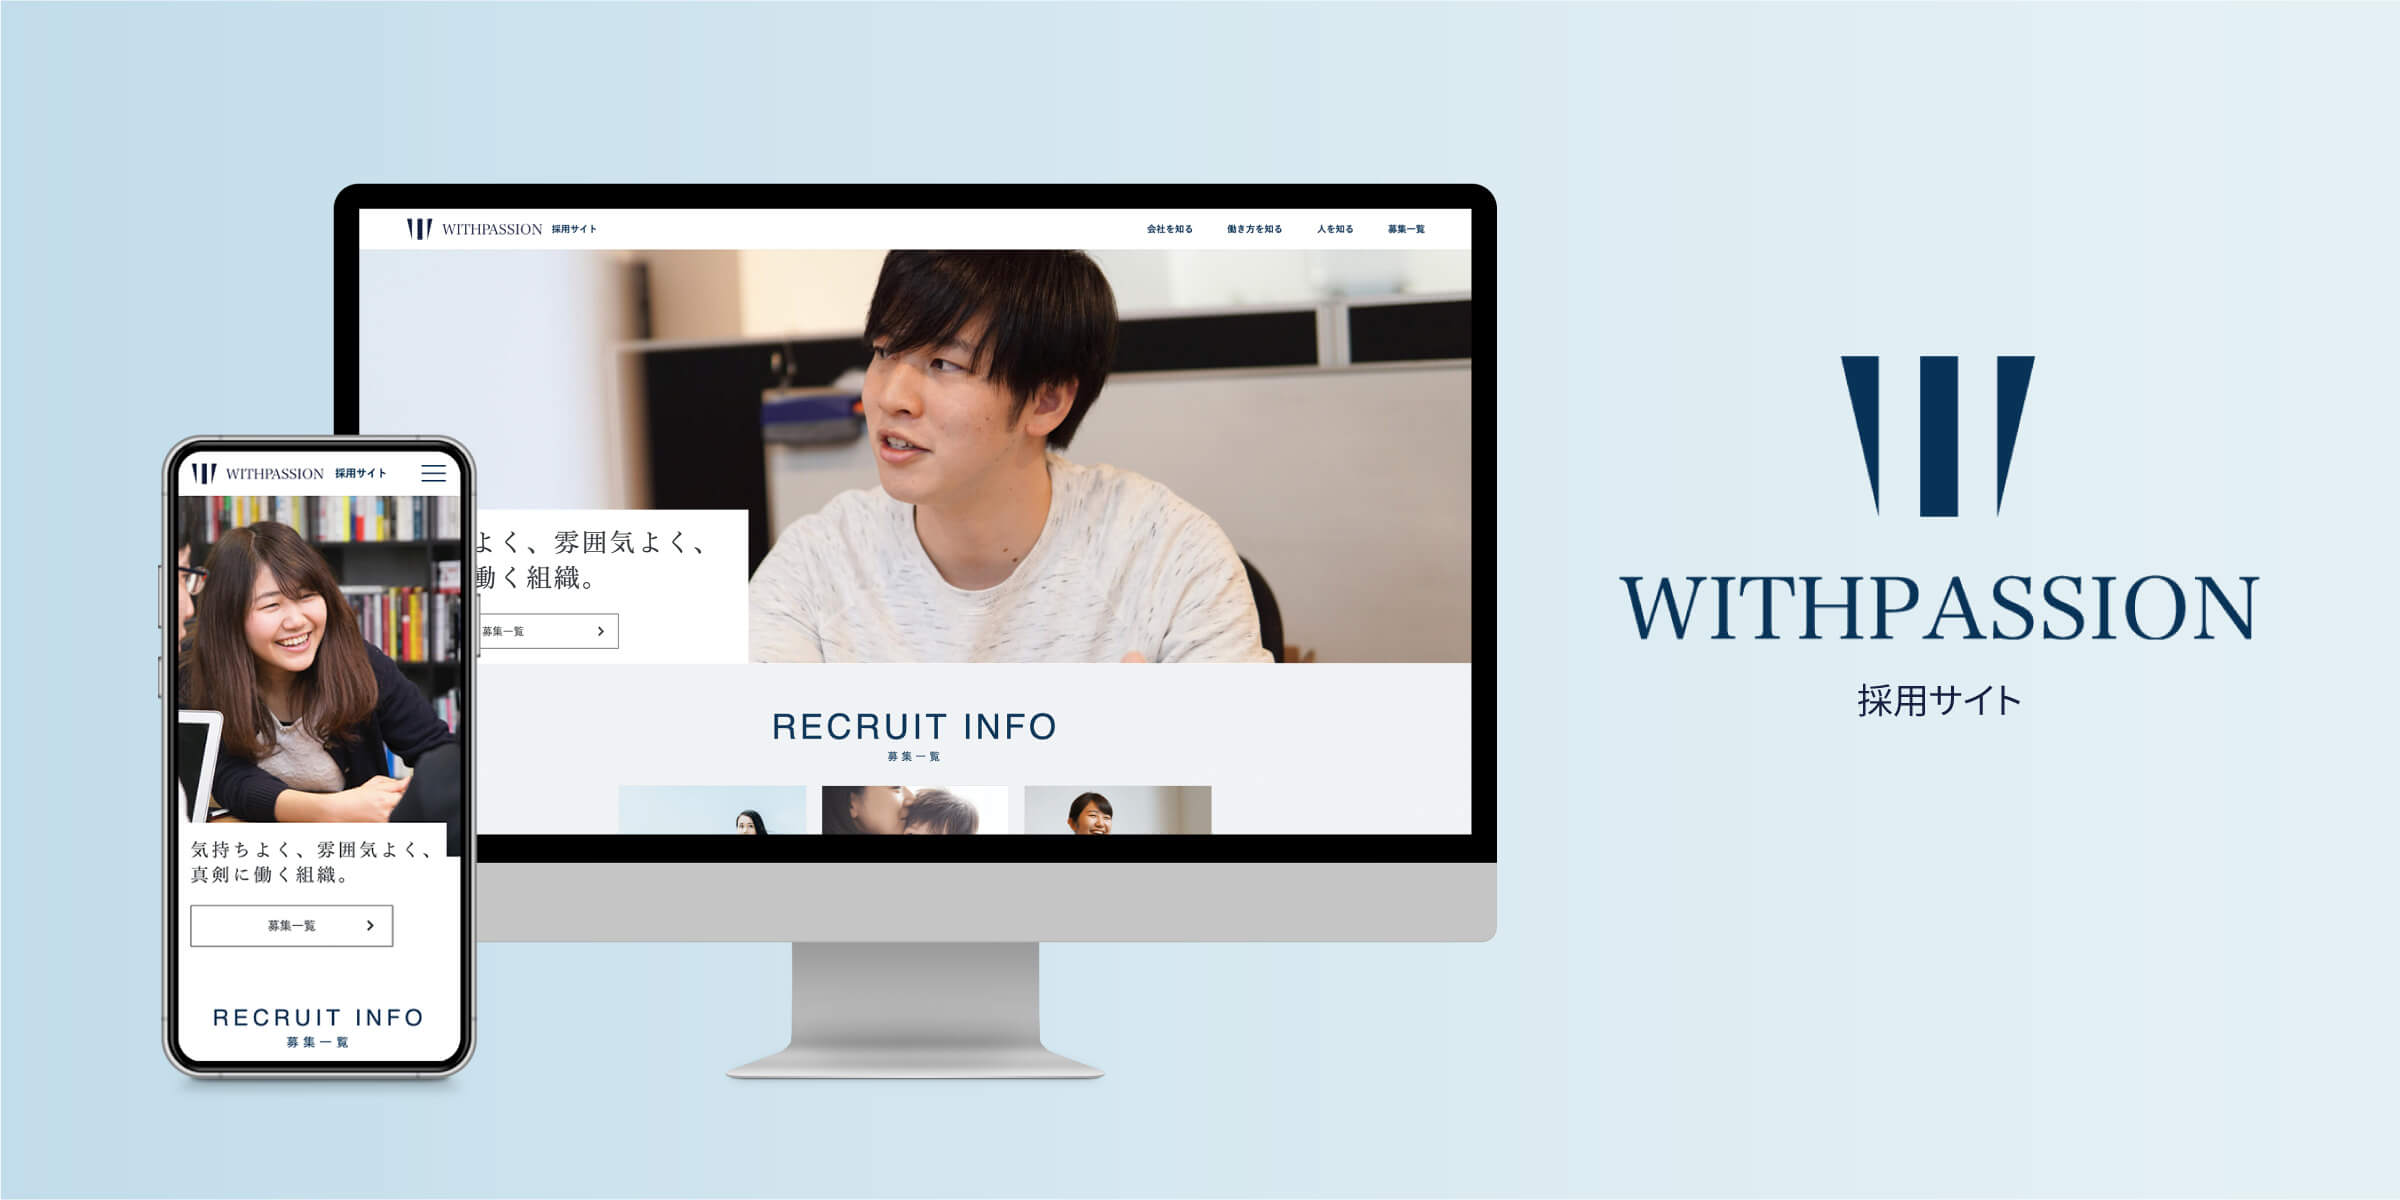 WITHPASSION 採用サイト
会社を知る 働き方を知る 人を知る 募集一覧
よく、雰囲気よく、
働く組織。
募集一覧
RECRUIT INFO
募集一覧
WITHPASSION 採用サイト
気持ちよく、雰囲気よく、
真剣に働く組織。
募集一覧
RECRUIT INFO
募集一覧
WITHPASSION
採用サイト